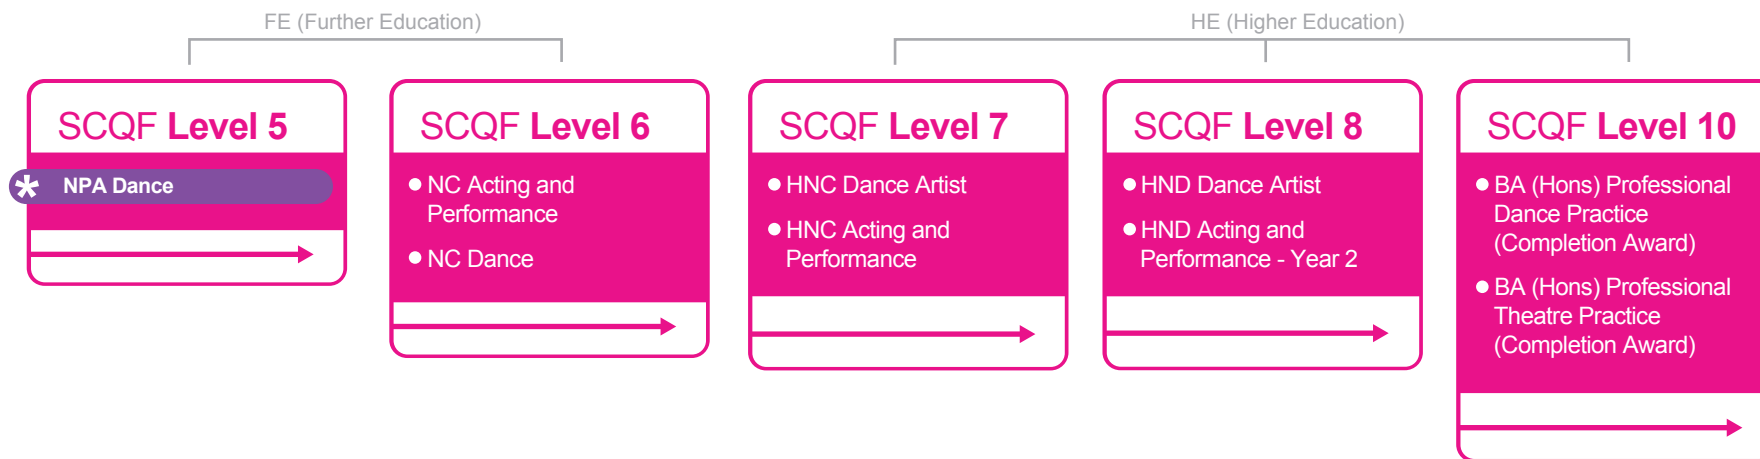 FE (Further Education)
HE (Higher Education)
SCQF Level 5
* NPA Dance
SCQF Level 6
● NC Acting and
Performance
● NC Dance
SCQF Level 7
● HNC Dance Artist
● HNC Acting and
Performance
SCQF Level 8
● HND Dance Artist
● HND Acting and
Performance - Year 2
SCQF Level 10
● BA (Hons) Professional
Dance Practice
(Completion Award)
● BA (Hons) Professional
Theatre Practice
(Completion Award)